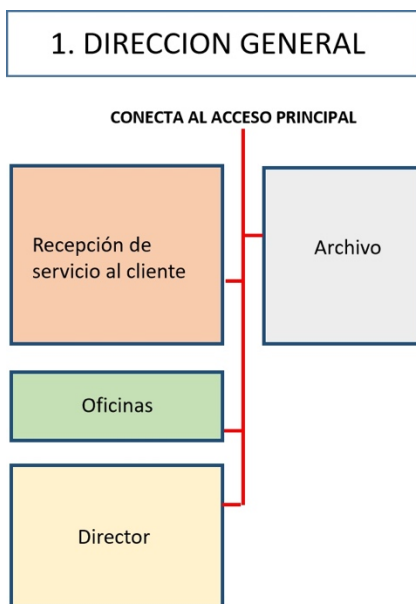 1. DIRECCION GENERAL
CONECTA AL ACCESO PRINCIPAL
Recepción de
servicio al cliente
Archivo
Oficinas
Director